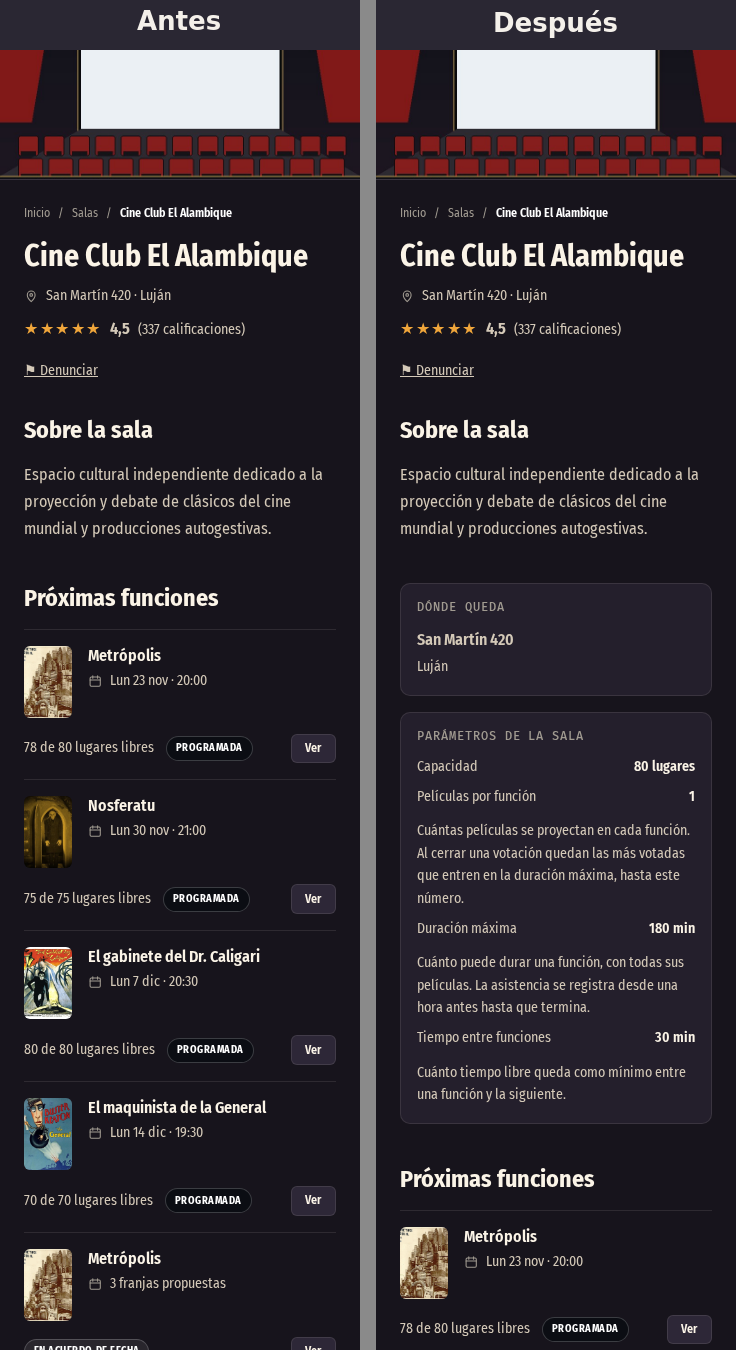 Antes
Inicio / Salas / Cine Club El Alambique
Cine Club El Alambique
San Martín 420 · Luján
★★★★★ 4,5 (337 calificaciones)
⚑ Denunciar
Sobre la sala
Espacio cultural independiente dedicado a la
proyección y debate de clásicos del cine
mundial y producciones autogestivas.
Próximas funciones
Metrópolis
Lun 23 nov · 20:00
78 de 80 lugares libres PROGRAMADA Ver
Nosferatu
Lun 30 nov · 21:00
75 de 75 lugares libres PROGRAMADA Ver
El gabinete del Dr. Caligari
Lun 7 dic · 20:30
80 de 80 lugares libres PROGRAMADA Ver
El maquinista de la General
Lun 14 dic · 19:30
70 de 70 lugares libres PROGRAMADA Ver
Metrópolis
3 franjas propuestas
EN ACUERDO DE FECHA Ver
Después
Inicio / Salas / Cine Club El Alambique
Cine Club El Alambique
San Martín 420 · Luján
★★★★★ 4,5 (337 calificaciones)
⚑ Denunciar
Sobre la sala
Espacio cultural independiente dedicado a la
proyección y debate de clásicos del cine
mundial y producciones autogestivas.
DÓNDE QUEDA
San Martín 420
Luján
PARÁMETROS DE LA SALA
Capacidad 80 lugares
Películas por función 1
Cuántas películas se proyectan en cada función.
Al cerrar una votación quedan las más votadas
que entren en la duración máxima, hasta este
número.
Duración máxima 180 min
Cuánto puede durar una función, con todas sus
películas. La asistencia se registra desde una
hora antes hasta que termina.
Tiempo entre funciones 30 min
Cuánto tiempo libre queda como mínimo entre
una función y la siguiente.
Próximas funciones
Metrópolis
Lun 23 nov · 20:00
78 de 80 lugares libres PROGRAMADA Ver